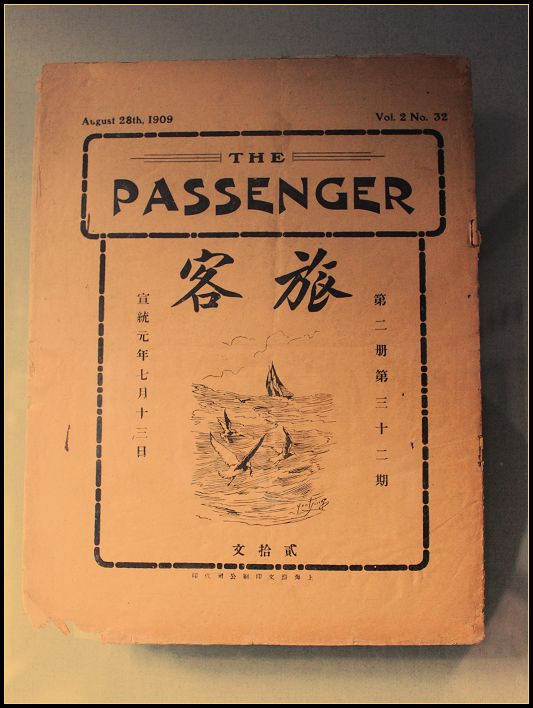 August 28th, 1909
Vol. 2 No. 32
THE
PASSENGER
旅客
第二册第三十二期
宣統元年七月十三日
貳拾文